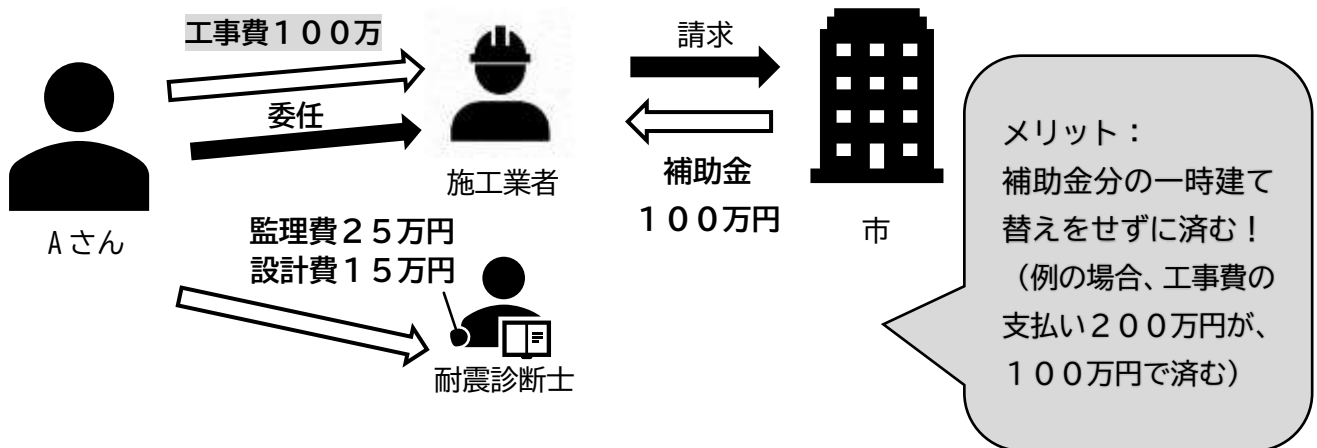 工事費１００万
委任
施工業者
Aさん
監理費２５万円
設計費１５万円
耐震診断士
請求
補助金
１００万円
市
メリット：
補助金分の一時建て
替えをせずに済む！
（例の場合、工事費の
支払い２００万円が、
１００万円で済む）